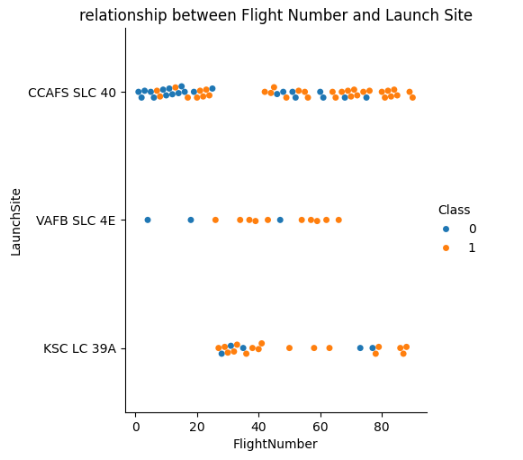 relationship between Flight Number and Launch Site
CCAFS SLC 40
VAFB SLC 4E
KSC LC 39A
LaunchSite
0 20 40 60 80
FlightNumber
Class
0
1